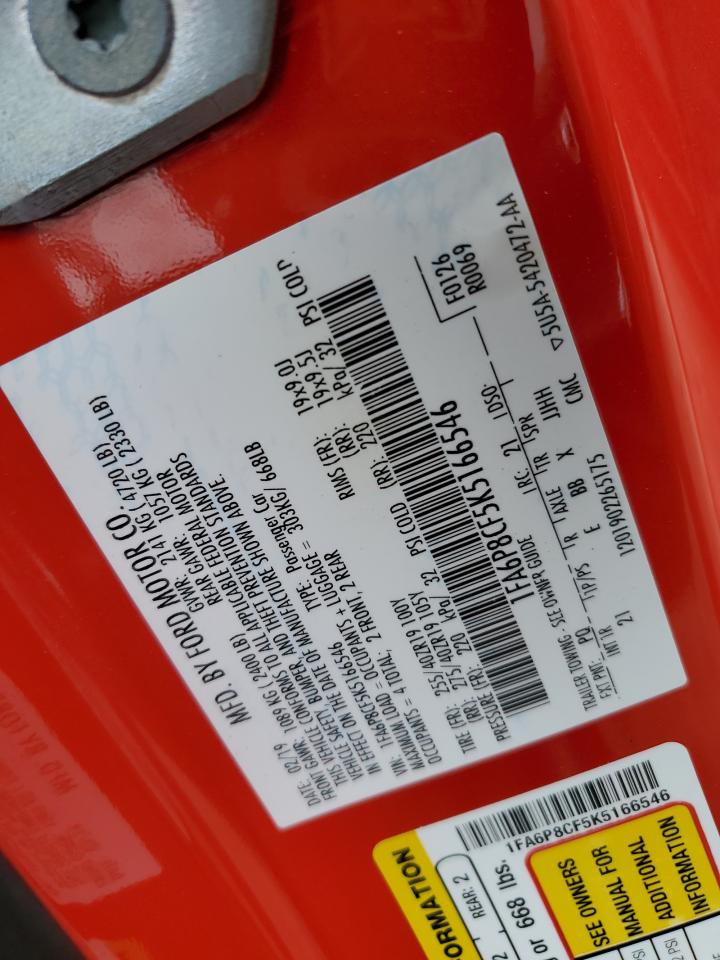 MFD. BY FORD MOTOR CO.
DATE: 02/19 GVWR: 2141 KG ( 4720 LB)
FRONT GAWR: 1089 KG ( 2400 LB) REAR GAWR: 1057 KG ( 2330 LB)
THIS VEHICLE CONFORMS TO ALL APPLICABLE FEDERAL MOTOR
VEHICLE SAFETY, BUMPER, AND THEFT PREVENTION STANDARDS
IN EFFECT ON THE DATE OF MANUFACTURE SHOWN ABOVE.
VIN: 1FA6P8CF5K5166546 TYPE: Passenger Car
MAXIMUM LOAD = OCCUPANTS + LUGGAGE = 303KG/ 668LB
OCCUPANTS = 4 TOTAL; 2 FRONT, 2 REAR
TIRE (FR): 255/40ZR19 100Y RIMS (FR): 19x9.0J
(RR): 275/40ZR19 105Y (RR): 19x9.5J
PRESSURE (FR): 220 kPa/ 32 PSI COLD (RR): 220 kPa/ 32 PSI COLD
1FA6P8CF5K5166546
F0126
R0069
TRAILER TOWING - SEE OWNER GUIDE
EXT PNT: PQ IRC: 21 DSO:
INT TR TP/PS TR AXLE TR SPR
21 E BB X JJHH
1201902265175 CMC 5U5A-5420472-AA
1FA6P8CF5K5166546
REAR: 2
or 668 lbs.
SEE OWNERS
MANUAL FOR
ADDITIONAL
INFORMATION